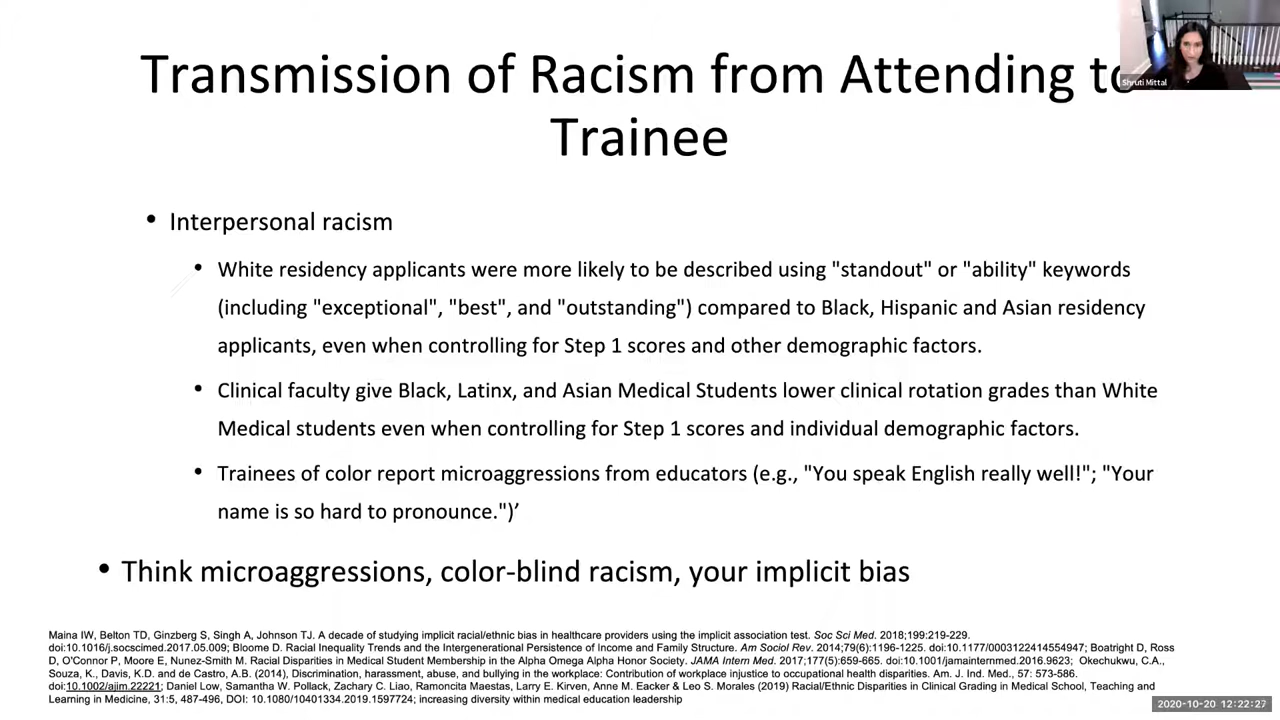 Transmission of Racism from Attending to
Trainee
Shruti Mittal
• Interpersonal racism
• White residency applicants were more likely to be described using "standout" or "ability" keywords
(including "exceptional", "best", and "outstanding") compared to Black, Hispanic and Asian residency
applicants, even when controlling for Step 1 scores and other demographic factors.
• Clinical faculty give Black, Latinx, and Asian Medical Students lower clinical rotation grades than White
Medical students even when controlling for Step 1 scores and individual demographic factors.
• Trainees of color report microaggressions from educators (e.g., "You speak English really well!"; "Your
name is so hard to pronounce.")’
• Think microaggressions, color-blind racism, your implicit bias
Maina IW, Belton TD, Ginzberg S, Singh A, Johnson TJ. A decade of studying implicit racial/ethnic bias in healthcare providers using the implicit association test. Soc Sci Med. 2018;199:219-229.
doi:10.1016/j.socscimed.2017.05.009; Bloome D. Racial Inequality Trends and the Intergenerational Persistence of Income and Family Structure. Am Sociol Rev. 2014;79(6):1196-1225. doi:10.1177/0003122414554947; Boatright D, Ross
D, O'Connor P, Moore E, Nunez-Smith M. Racial Disparities in Medical Student Membership in the Alpha Omega Alpha Honor Society. JAMA Intern Med. 2017;177(5):659-665. doi:10.1001/jamainternmed.2016.9623; Okechukwu, C.A.,
Souza, K., Davis, K.D. and de Castro, A.B. (2014), Discrimination, harassment, abuse, and bullying in the workplace: Contribution of workplace injustice to occupational health disparities. Am. J. Ind. Med., 57: 573-586.
doi:10.1002/ajim.22221; Daniel Low, Samantha W. Pollack, Zachary C. Liao, Ramoncita Maestas, Larry E. Kirven, Anne M. Eacker & Leo S. Morales (2019) Racial/Ethnic Disparities in Clinical Grading in Medical School, Teaching and
Learning in Medicine, 31:5, 487-496, DOI: 10.1080/10401334.2019.1597724; increasing diversity within medical education leadership
2020-10-20 12:22:27